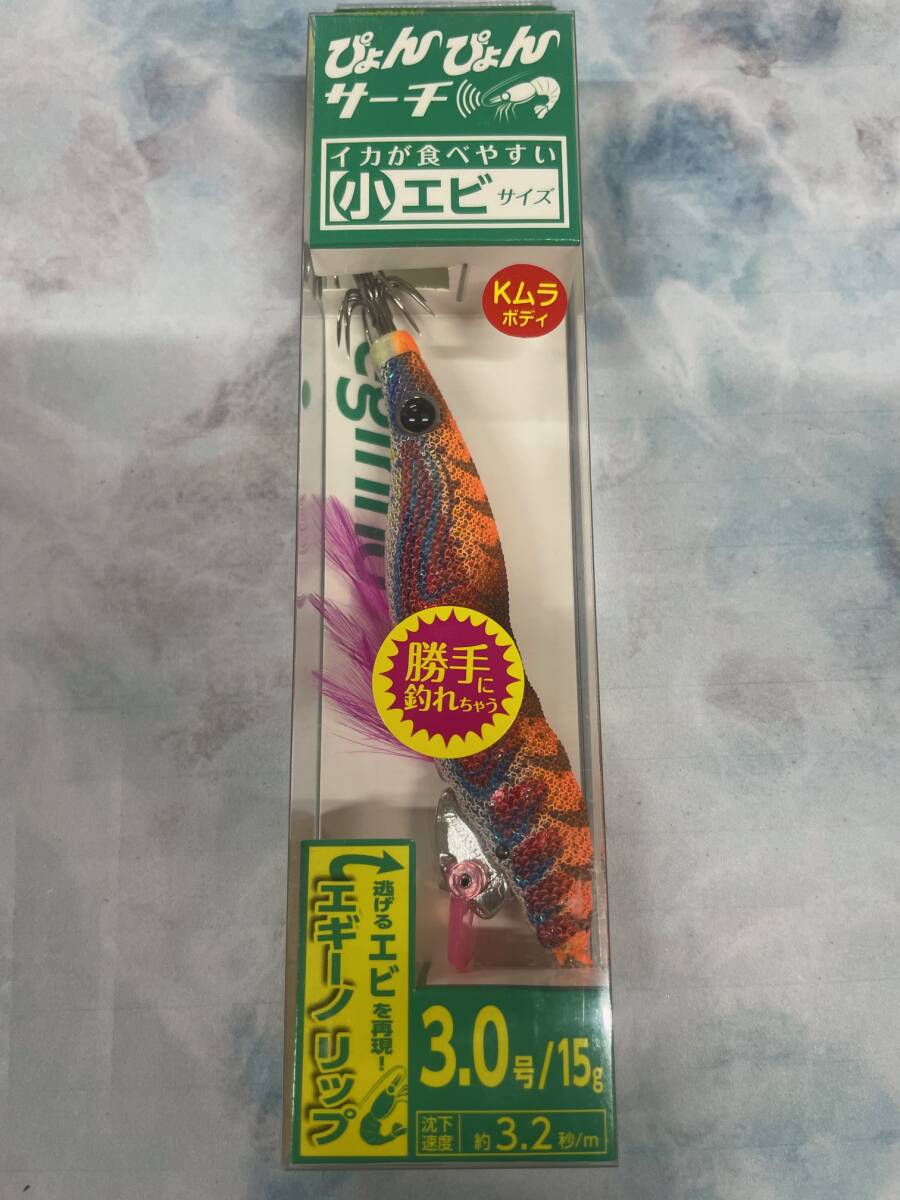 ぴょんぴょん
サーチ
イカが食べやすい
小エビサイズ
Kムラ
ボディ
egiino
勝手に
釣れちゃう
逃げるエビを再現!
エギーノリップ
3.0号/15g
沈下速度 約3.2秒/m